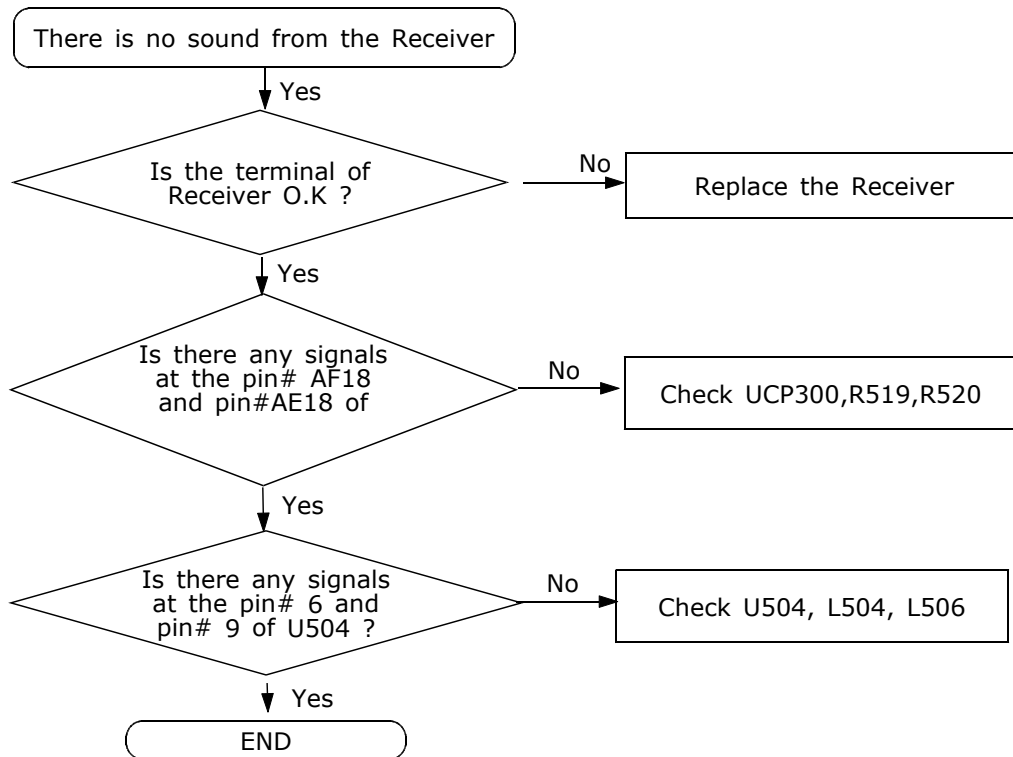 There is no sound from the Receiver
Yes
Is the terminal of
Receiver O.K ?
No
Replace the Receiver
Yes
Is there any signals
at the pin# AF18
and pin#AE18 of
No
Check UCP300,R519,R520
Yes
Is there any signals
at the pin# 6 and
pin# 9 of U504 ?
No
Check U504, L504, L506
Yes
END